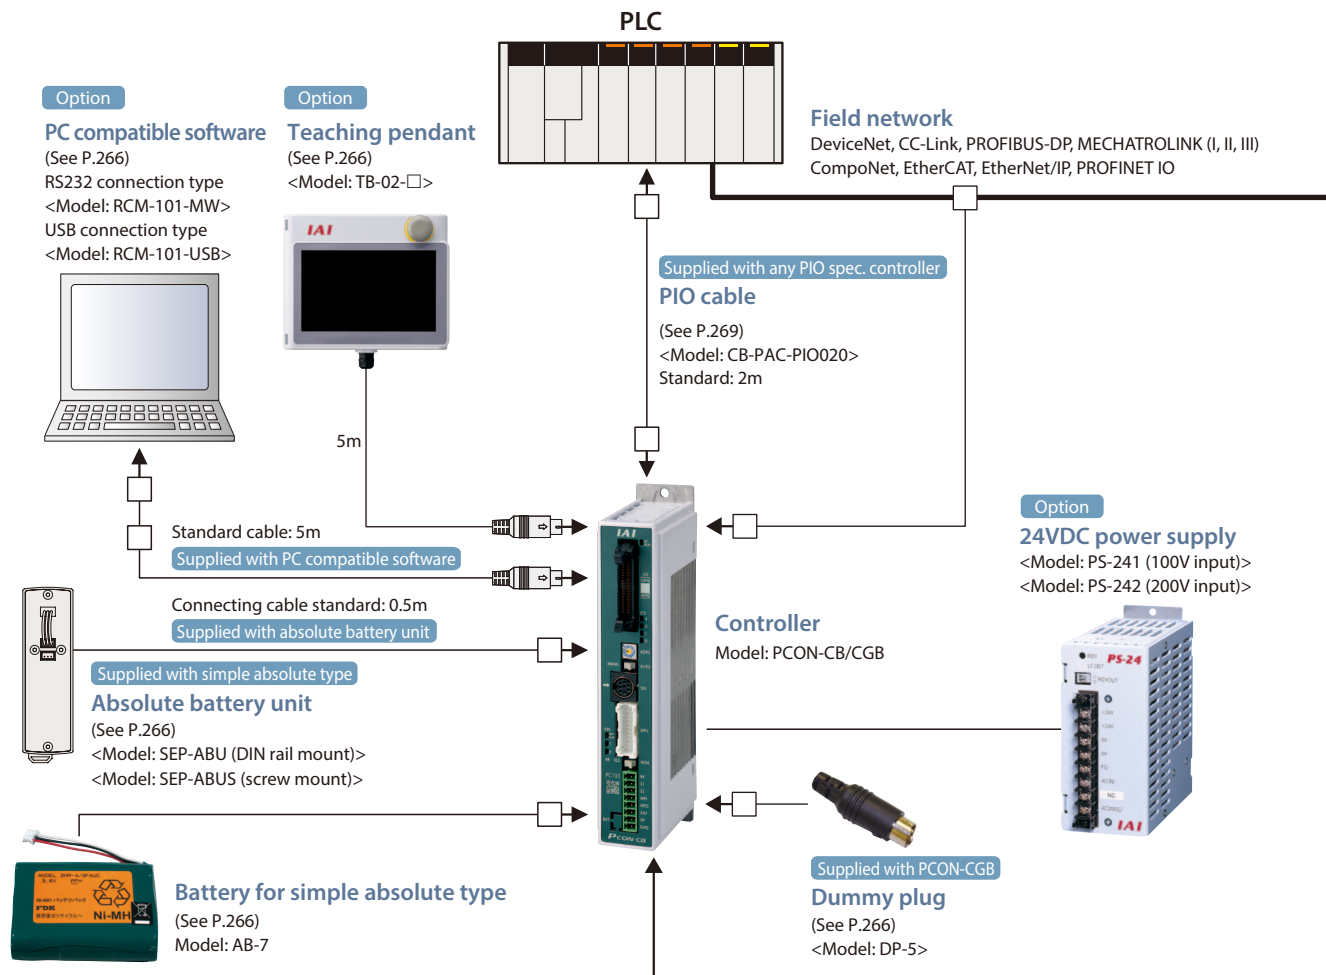 PLC
Option
PC compatible software
(See P.266)
RS232 connection type
<Model: RCM-101-MW>
USB connection type
<Model: RCM-101-USB>
Option
Teaching pendant
(See P.266)
<Model: TB-02-□>
IAI
Field network
DeviceNet, CC-Link, PROFIBUS-DP, MECHATROLINK (I, II, III)
CompoNet, EtherCAT, EtherNet/IP, PROFINET IO
Supplied with any PIO spec. controller
PIO cable
(See P.269)
<Model: CB-PAC-PIO020>
Standard: 2m
5m
Standard cable: 5m
Supplied with PC compatible software
Connecting cable standard: 0.5m
Supplied with absolute battery unit
Supplied with simple absolute type
Absolute battery unit
(See P.266)
<Model: SEP-ABU (DIN rail mount)>
<Model: SEP-ABUS (screw mount)>
IAI
PCON-CB
Controller
Model: PCON-CB/CGB
Option
24VDC power supply
<Model: PS-241 (100V input)>
<Model: PS-242 (200V input)>
PS-24
NC
IAI
Supplied with PCON-CGB
Dummy plug
(See P.266)
<Model: DP-5>
FDK
Ni-MH
Battery for simple absolute type
(See P.266)
Model: AB-7